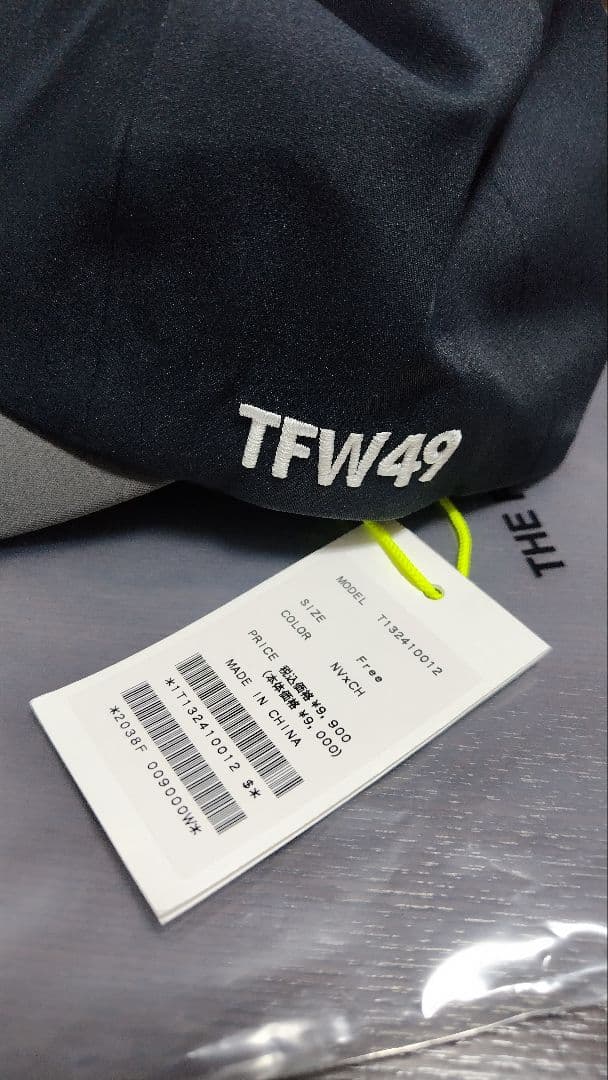 TFW49
THE
MODEL T132410012
SIZE Free
COLOR NVxCH
PRICE 税込価格 ¥9,900
(本体価格 ¥9,000)
MADE IN CHINA
*1T132410012 $*
*2038F 009000W*